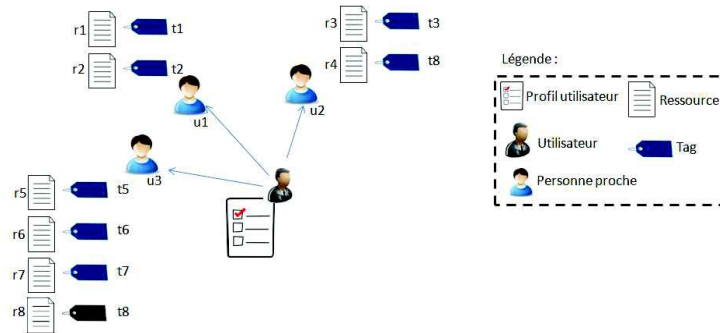 r1 t1
r2 t2
u1
r3 t3
r4 t8
u2
u3
r5 t5
r6 t6
r7 t7
r8 t8
Légende :
Profil utilisateur
Ressource
Utilisateur
Tag
Personne proche